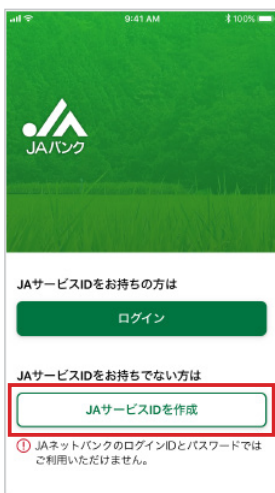 9:41 AM
100%
JAバンク
JAサービスIDをお持ちの方は
ログイン
JAサービスIDをお持ちでない方は
JAサービスIDを作成
JAネットバンクのログインIDとパスワードでは
ご利用いただけません。